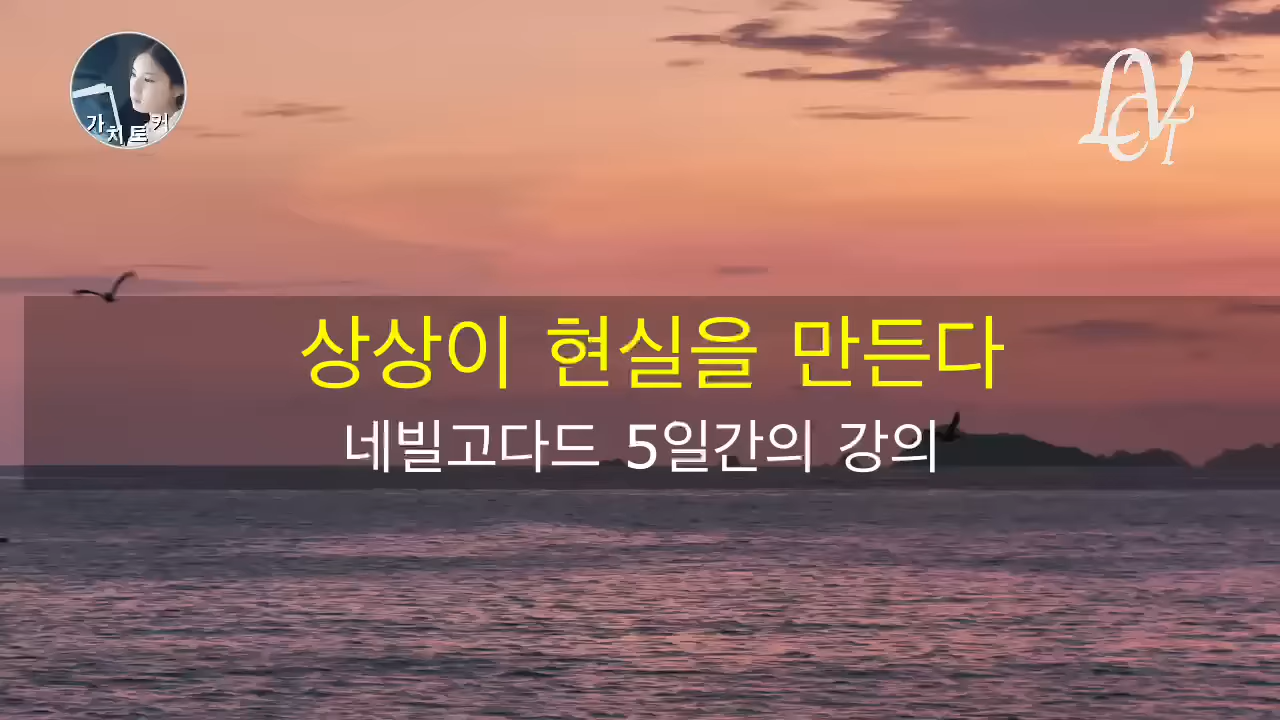 가치토커
상상이 현실을 만든다
네빌고다드 5일간의 강의